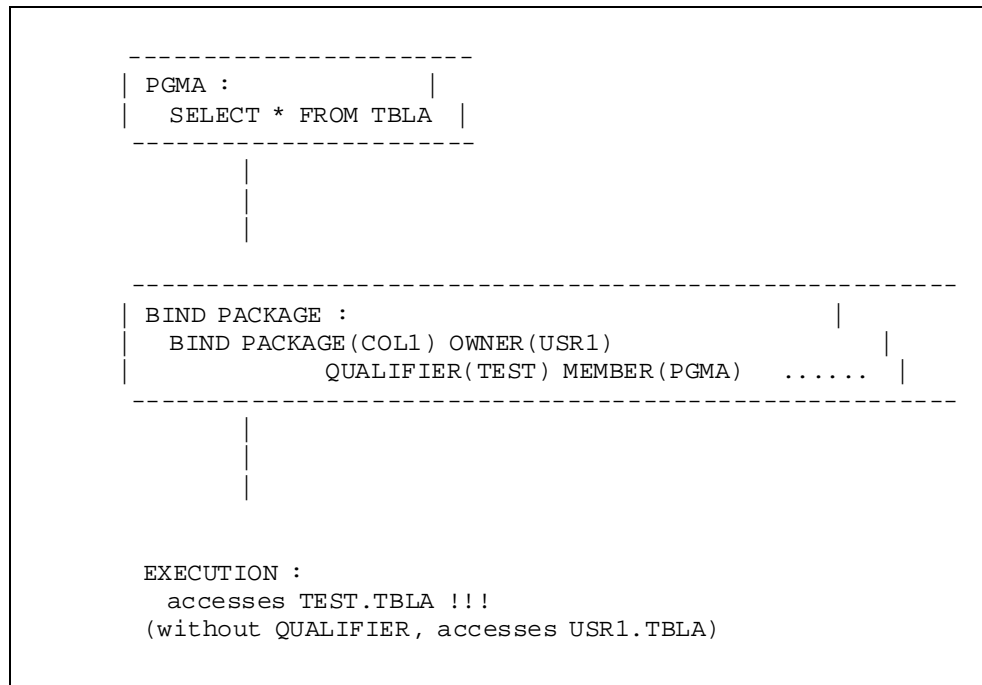 PGMA :
SELECT * FROM TBLA
BIND PACKAGE :
BIND PACKAGE(COL1) OWNER(USR1)
QUALIFIER(TEST) MEMBER(PGMA) ......
EXECUTION :
accesses TEST.TBLA !!!
(without QUALIFIER, accesses USR1.TBLA)